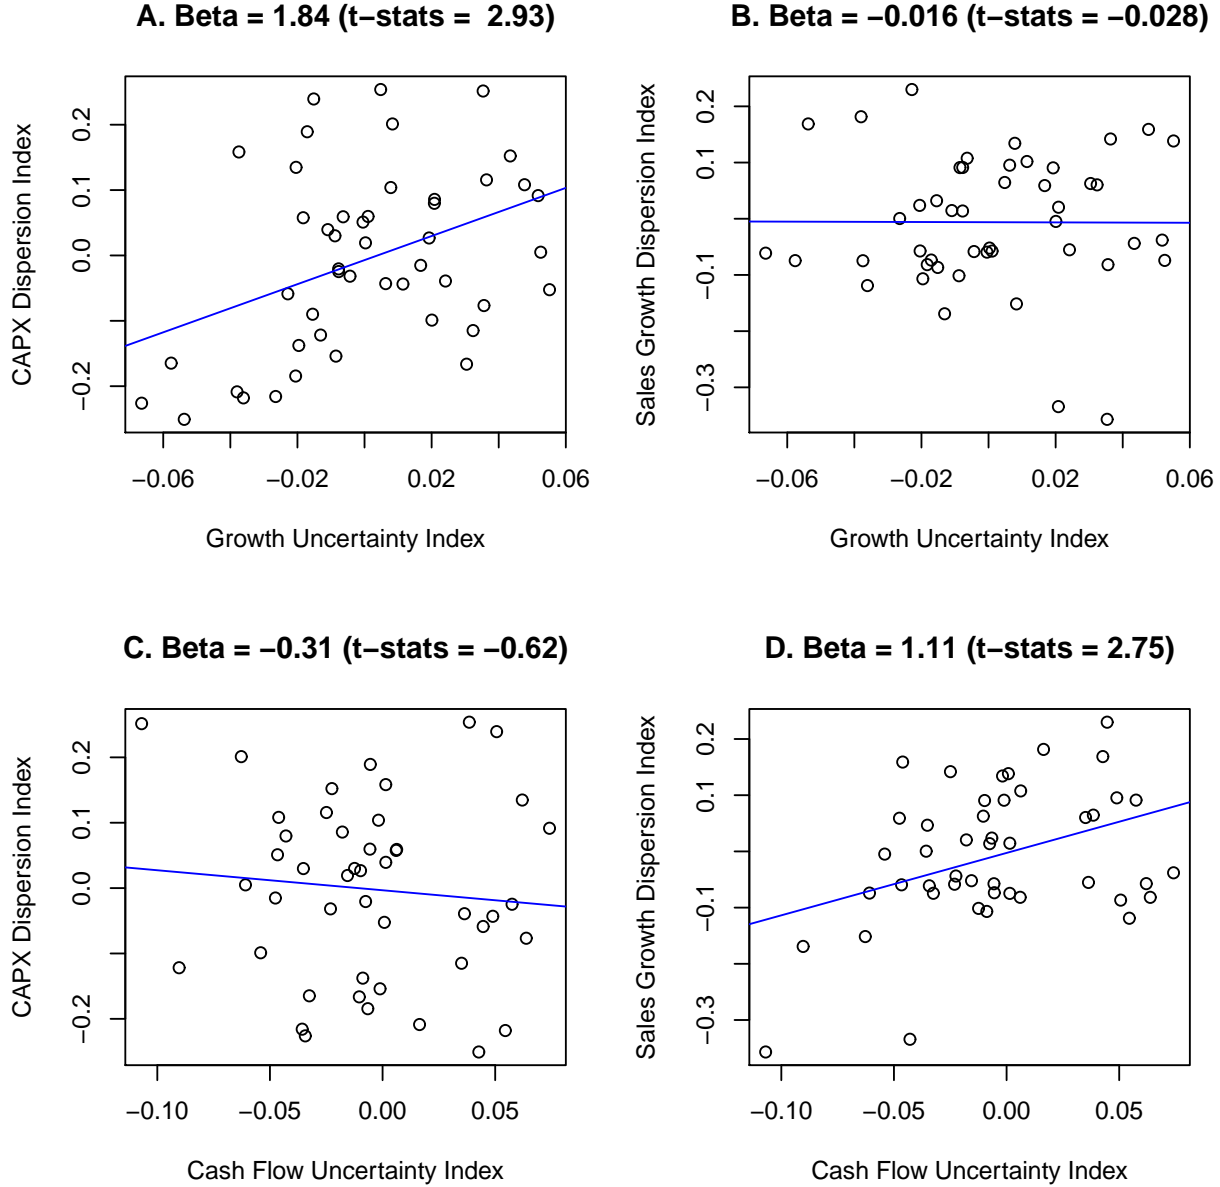 A. Beta = 1.84 (t−stats =  2.93)
CAPX Dispersion Index
0.2
0.1
0.0
−0.2
−0.06
−0.02
0.02
0.06
Growth Uncertainty Index
B. Beta = −0.016 (t−stats = −0.028)
Sales Growth Dispersion Index
0.2
0.1
−0.1
−0.3
−0.06
−0.02
0.02
0.06
Growth Uncertainty Index
C. Beta = −0.31 (t−stats = −0.62)
CAPX Dispersion Index
0.2
0.1
0.0
−0.2
−0.10
−0.05
0.00
0.05
Cash Flow Uncertainty Index
D. Beta = 1.11 (t−stats = 2.75)
Sales Growth Dispersion Index
0.2
0.1
−0.1
−0.3
−0.10
−0.05
0.00
0.05
Cash Flow Uncertainty Index